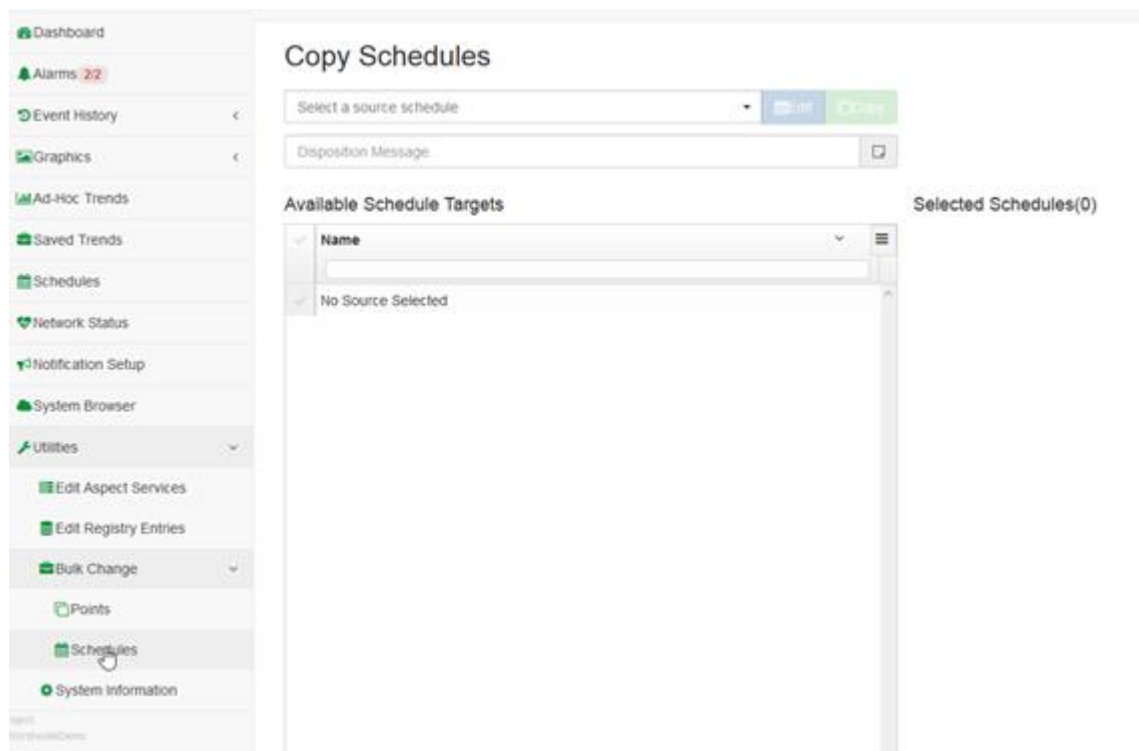 Dashboard
Alarms 2/2
Event History
Graphics
Ad-Hoc Trends
Saved Trends
Schedules
Network Status
Notification Setup
System Browser
Utilities
Edit Aspect Services
Edit Registry Entries
Bulk Change
Points
Schedules
System Information
Copy Schedules
Select a source schedule
Edit Copy
Disposition Message
Available Schedule Targets
Selected Schedules(0)
Name
No Source Selected